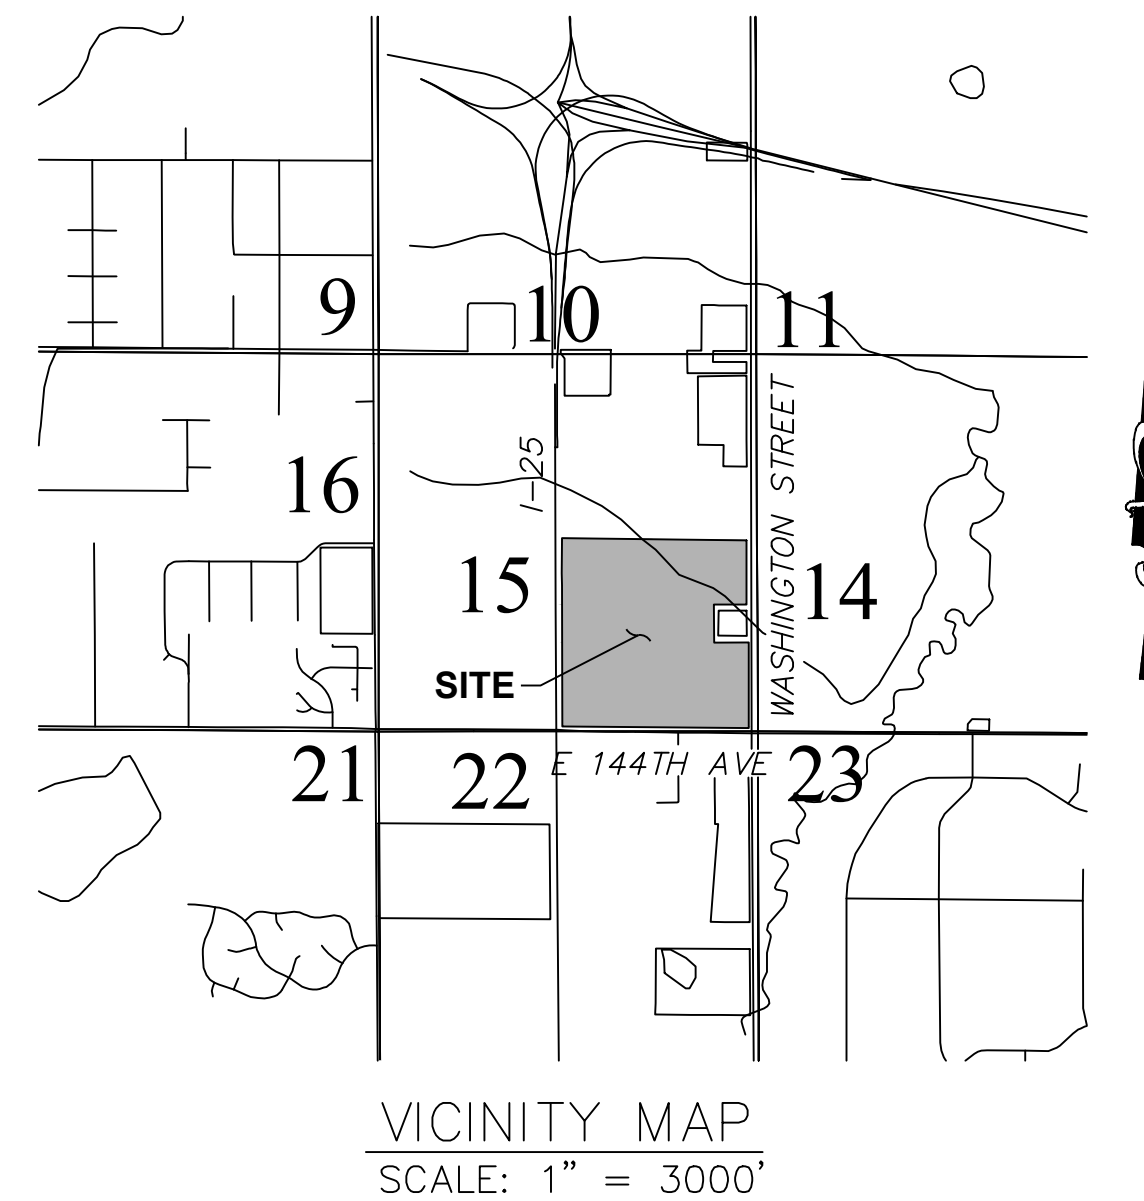 9
10
11
16
I-25
WASHINGTON STREET
15
14
SITE
21
22
E 144TH AVE
23
VICINITY MAP
SCALE: 1" = 3000'